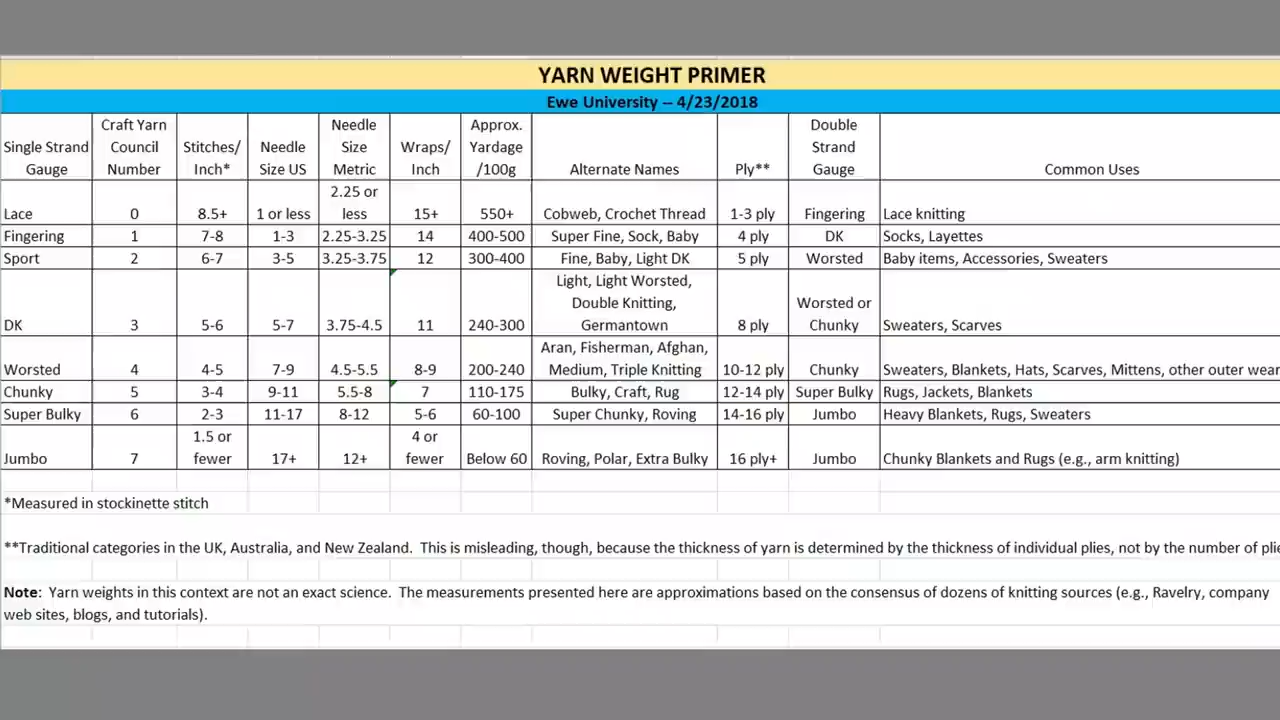 YARN WEIGHT PRIMER
Ewe University – 4/23/2018
Single Strand Gauge Craft Yarn Council Number Stitches/ Inch* Needle Size US Needle Size Metric Wraps/ Inch Approx. Yardage /100g Alternate Names Ply** Double Strand Gauge Common Uses
Lace 0 8.5+ 1 or less 2.25 or less 15+ 550+ Cobweb, Crochet Thread 1-3 ply Fingering Lace knitting
Fingering 1 7-8 1-3 2.25-3.25 14 400-500 Super Fine, Sock, Baby 4 ply DK Socks, Layettes
Sport 2 6-7 3-5 3.25-3.75 12 300-400 Fine, Baby, Light DK 5 ply Worsted Baby items, Accessories, Sweaters
DK 3 5-6 5-7 3.75-4.5 11 240-300 Light, Light Worsted, Double Knitting, Germantown 8 ply Worsted or Chunky Sweaters, Scarves
Worsted 4 4-5 7-9 4.5-5.5 8-9 200-240 Aran, Fisherman, Afghan, Medium, Triple Knitting 10-12 ply Chunky Sweaters, Blankets, Hats, Scarves, Mittens, other outer wear
Chunky 5 3-4 9-11 5.5-8 7 110-175 Bulky, Craft, Rug 12-14 ply Super Bulky Rugs, Jackets, Blankets
Super Bulky 6 2-3 11-17 8-12 5-6 60-100 Super Chunky, Roving 14-16 ply Jumbo Heavy Blankets, Rugs, Sweaters
Jumbo 7 1.5 or fewer 17+ 12+ 4 or fewer Below 60 Roving, Polar, Extra Bulky 16 ply+ Jumbo Chunky Blankets and Rugs (e.g., arm knitting)
*Measured in stockinette stitch
**Traditional categories in the UK, Australia, and New Zealand. This is misleading, though, because the thickness of yarn is determined by the thickness of individual plies, not by the number of plie
Note: Yarn weights in this context are not an exact science. The measurements presented here are approximations based on the consensus of dozens of knitting sources (e.g., Ravelry, company
web sites, blogs, and tutorials).